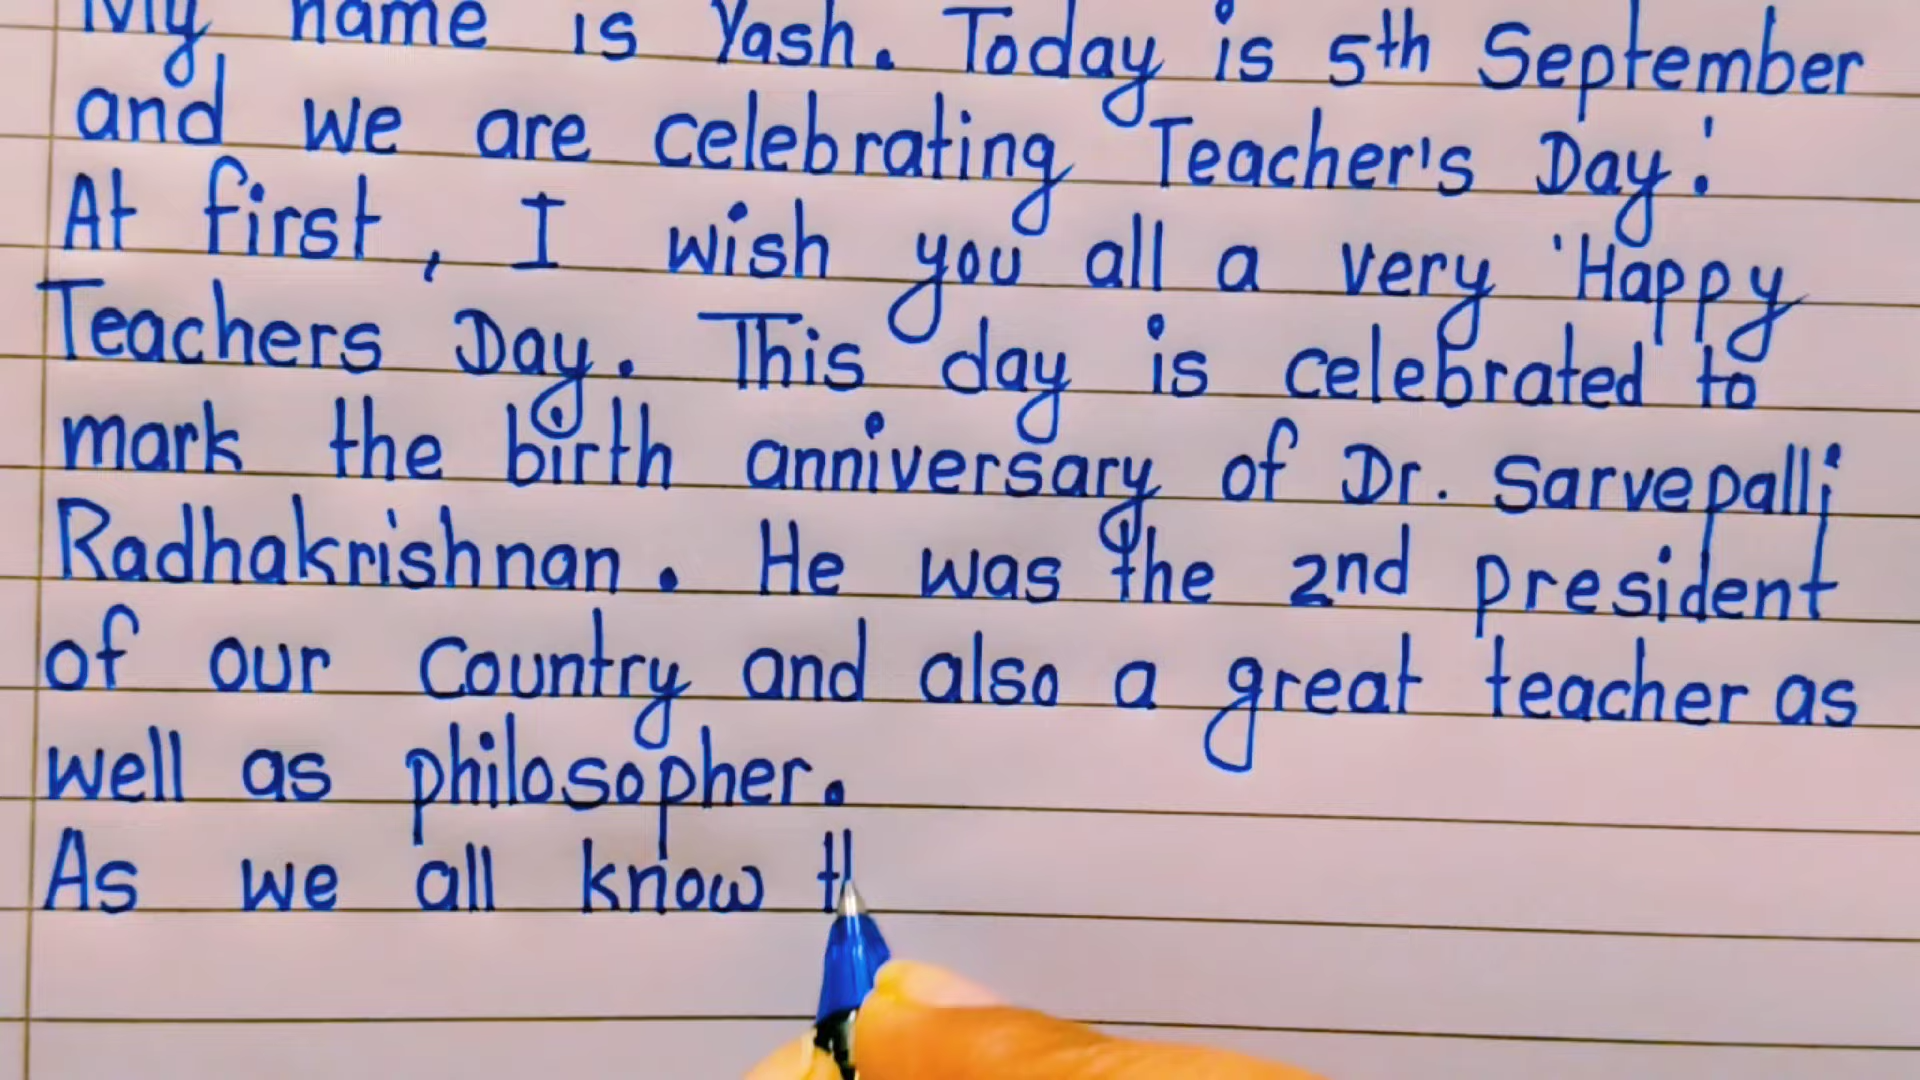 My name is Yash. Today is 5th September
and we are celebrating 'Teacher's Day.'
At first, I wish you all a very 'Happy
Teachers Day. This day is celebrated to
mark the birth anniversary of Dr. Sarvepalli
Radhakrishnan. He was the 2nd president
of our country and also a great teacher as
well as philosopher.
As we all know th